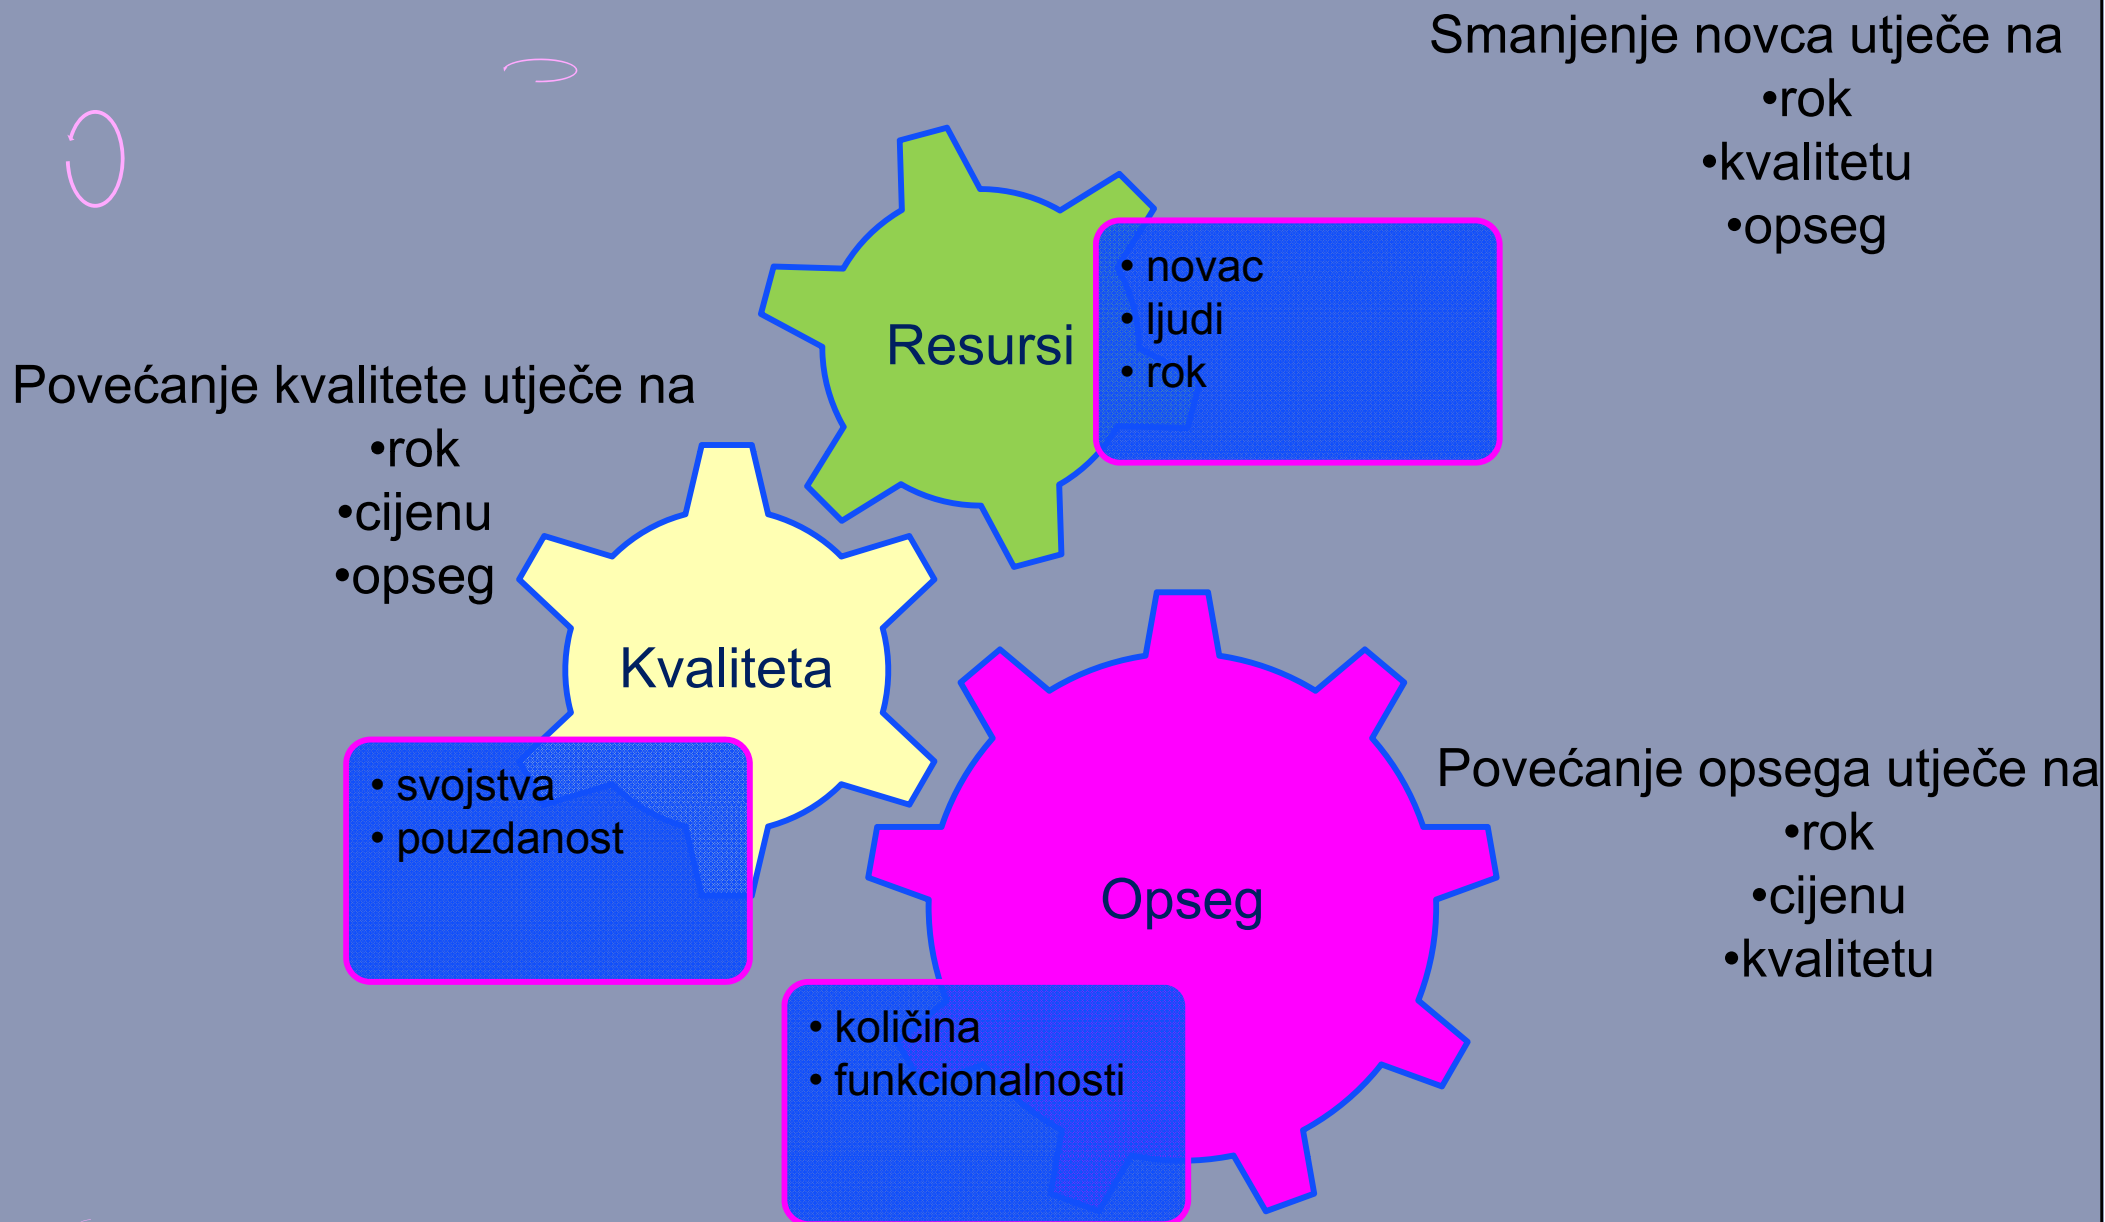 Smanjenje novca utječe na
•rok
•kvalitetu
•opseg
Resursi
• novac
• ljudi
• rok
Povećanje kvalitete utječe na
•rok
•cijenu
•opseg
Kvaliteta
• svojstva
• pouzdanost
Povećanje opsega utječe na
•rok
•cijenu
•kvalitetu
Opseg
• količina
• funkcionalnosti